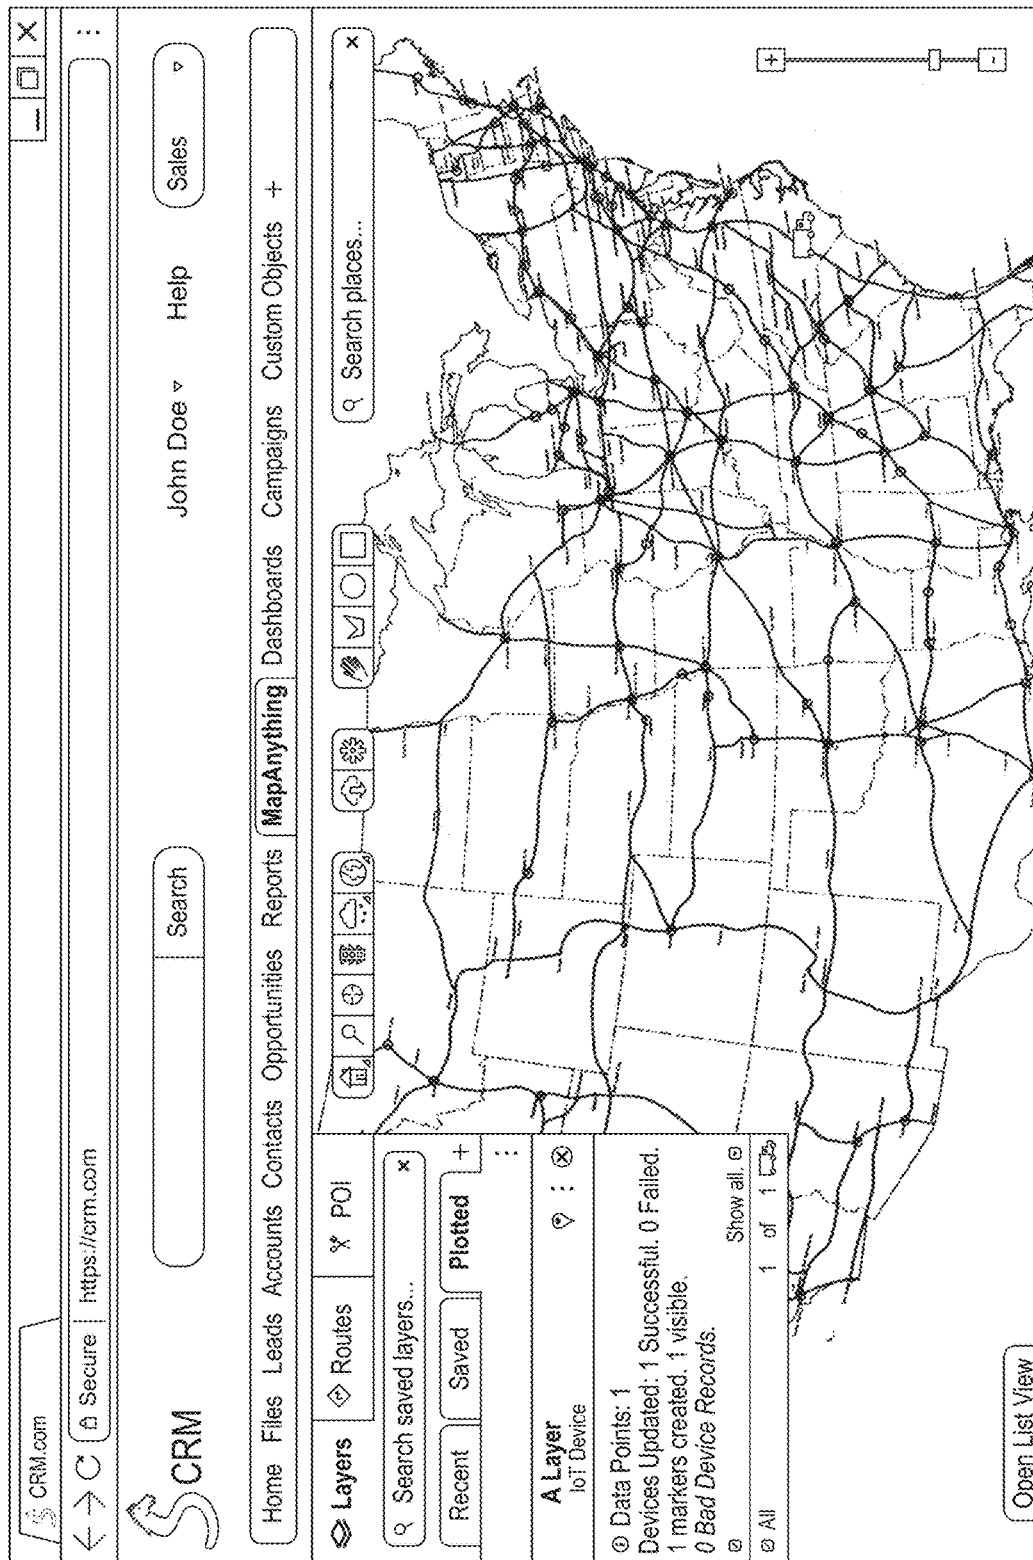 CRM.com
Secure https://crm.com
CRM
Search
John Doe Help Sales
Home Files Leads Accounts Contacts Opportunities Reports MapAnything Dashboards Campaigns Custom Objects +
Layers Routes POI
Search places...
Search saved layers...
Recent Saved Plotted +
A Layer
IoT Device
Data Points: 1
Devices Updated: 1 Successful. 0 Failed.
1 markers created. 1 visible.
0 Bad Device Records.
Show all.
All 1 of 1
Open List View